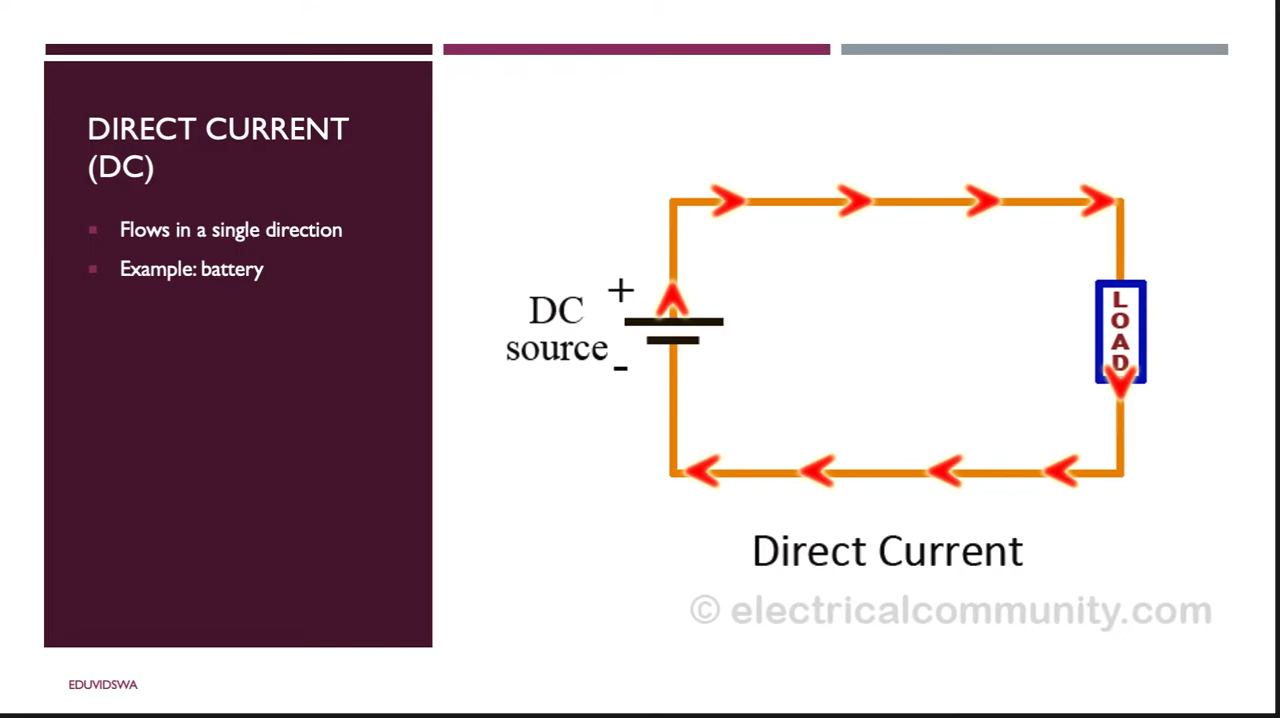 DIRECT CURRENT
(DC)
Flows in a single direction
Example: battery
+
DC
source
-
LOAD
Direct Current
© electricalcommunity.com
EDUVIDSWA